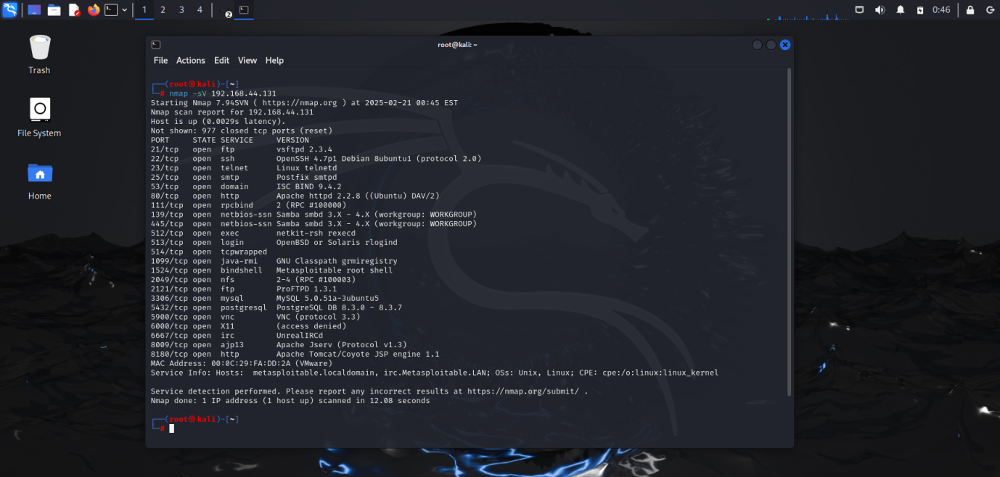 1 2 3 4 2 0:46
Trash
File System
Home
root@kali: ~
File Actions Edit View Help
┌──(root㉿kali)-[~]
└─# nmap -sV 192.168.44.131
Starting Nmap 7.94SVN ( https://nmap.org ) at 2025-02-21 00:45 EST
Nmap scan report for 192.168.44.131
Host is up (0.0029s latency).
Not shown: 977 closed tcp ports (reset)
PORT     STATE SERVICE     VERSION
21/tcp   open  ftp         vsftpd 2.3.4
22/tcp   open  ssh         OpenSSH 4.7p1 Debian 8ubuntu1 (protocol 2.0)
23/tcp   open  telnet      Linux telnetd
25/tcp   open  smtp        Postfix smtpd
53/tcp   open  domain      ISC BIND 9.4.2
80/tcp   open  http        Apache httpd 2.2.8 ((Ubuntu) DAV/2)
111/tcp  open  rpcbind     2 (RPC #100000)
139/tcp  open  netbios-ssn Samba smbd 3.X - 4.X (workgroup: WORKGROUP)
445/tcp  open  netbios-ssn Samba smbd 3.X - 4.X (workgroup: WORKGROUP)
512/tcp  open  exec        netkit-rsh rexecd
513/tcp  open  login       OpenBSD or Solaris rlogind
514/tcp  open  tcpwrapped
1099/tcp open  java-rmi    GNU Classpath grmiregistry
1524/tcp open  bindshell   Metasploitable root shell
2049/tcp open  nfs         2-4 (RPC #100003)
2121/tcp open  ftp         ProFTPD 1.3.1
3306/tcp open  mysql       MySQL 5.0.51a-3ubuntu5
5432/tcp open  postgresql  PostgreSQL DB 8.3.0 - 8.3.7
5900/tcp open  vnc         VNC (protocol 3.3)
6000/tcp open  X11         (access denied)
6667/tcp open  irc         UnrealIRCd
8009/tcp open  ajp13       Apache Jserv (Protocol v1.3)
8180/tcp open  http        Apache Tomcat/Coyote JSP engine 1.1
MAC Address: 00:0C:29:FA:DD:2A (VMware)
Service Info: Hosts:  metasploitable.localdomain, irc.Metasploitable.LAN; OSs: Unix, Linux; CPE: cpe:/o:linux:linux_kernel
Service detection performed. Please report any incorrect results at https://nmap.org/submit/ .
Nmap done: 1 IP address (1 host up) scanned in 12.08 seconds
┌──(root㉿kali)-[~]
└─#